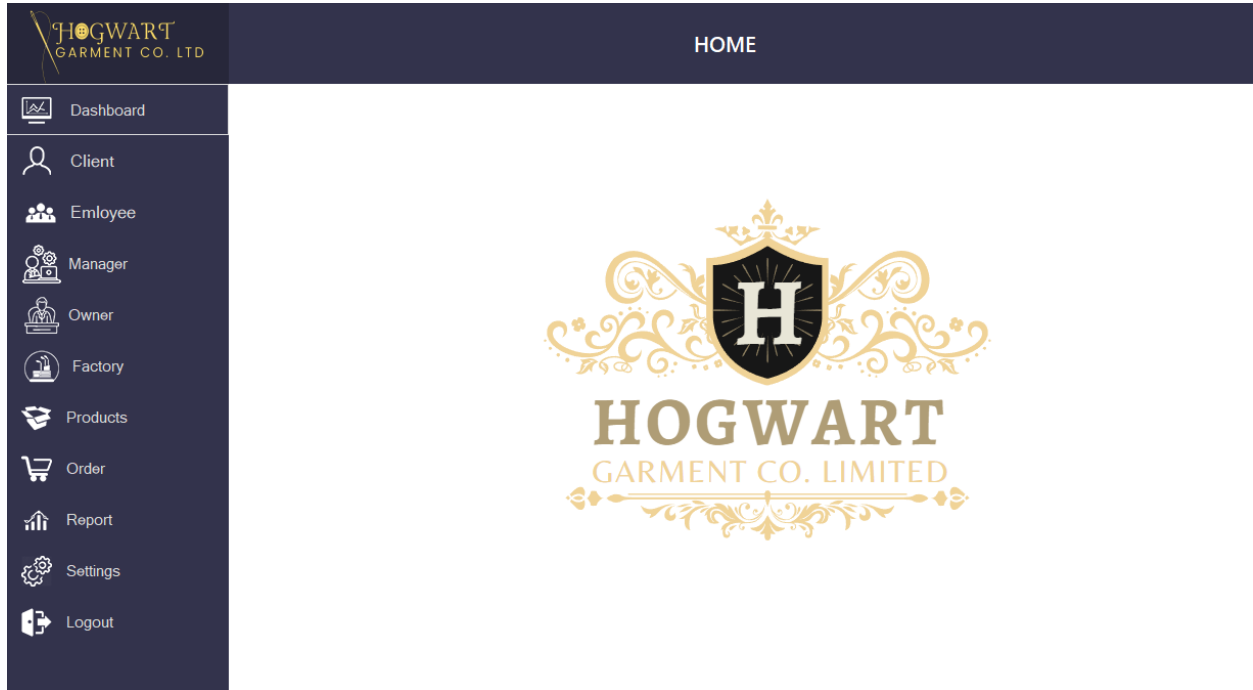 HOGWART
GARMENT CO. LTD
HOME
Dashboard
Client
Emloyee
Manager
Owner
Factory
Products
Order
Report
Settings
Logout
H
HOGWART
GARMENT CO. LIMITED